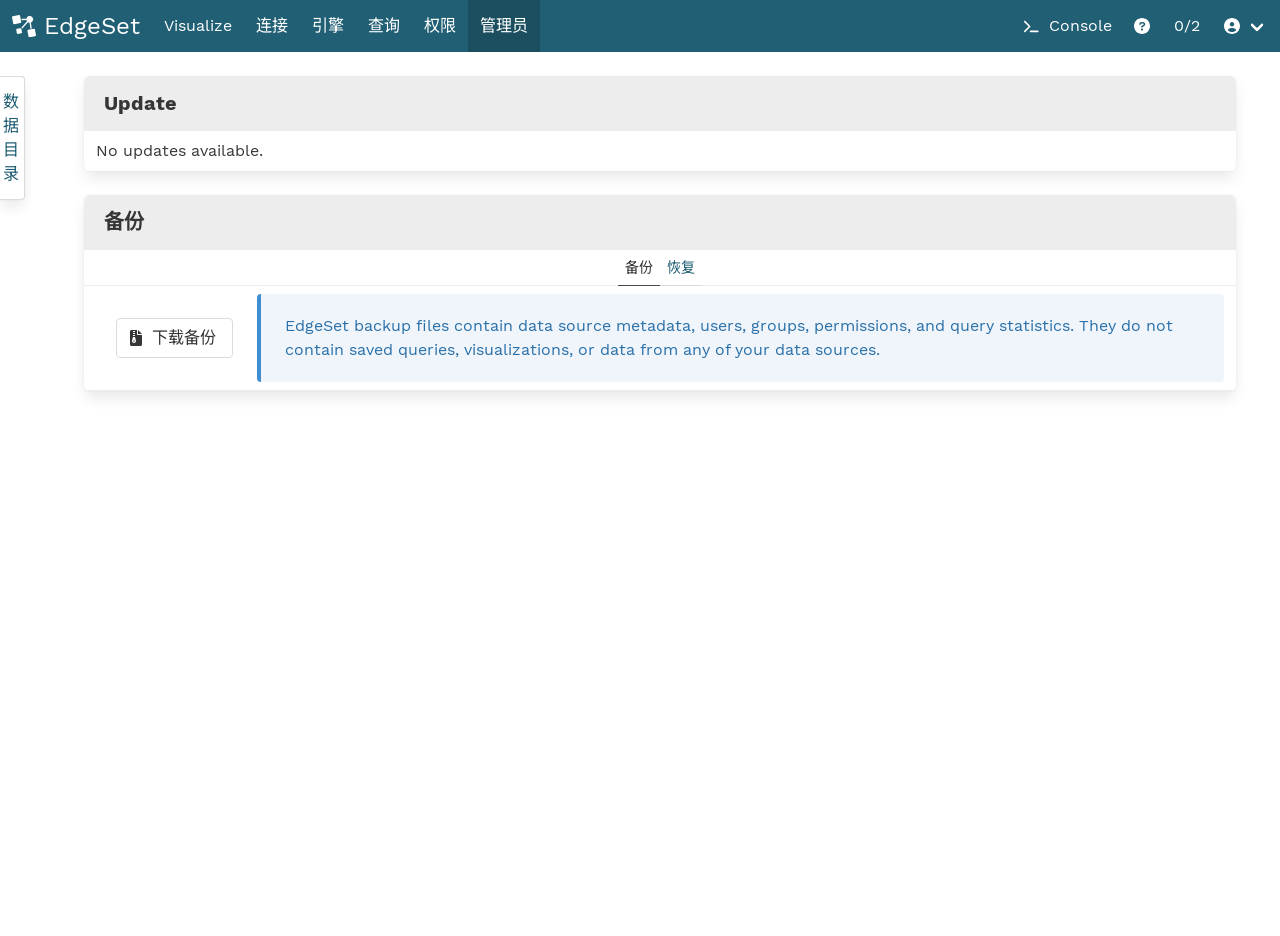 EdgeSet Visualize 连接 引擎 查询 权限 管理员 Console 0/2
数据目录
Update
No updates available.
备份
备份 恢复
下载备份
EdgeSet backup files contain data source metadata, users, groups, permissions, and query statistics. They do not
contain saved queries, visualizations, or data from any of your data sources.